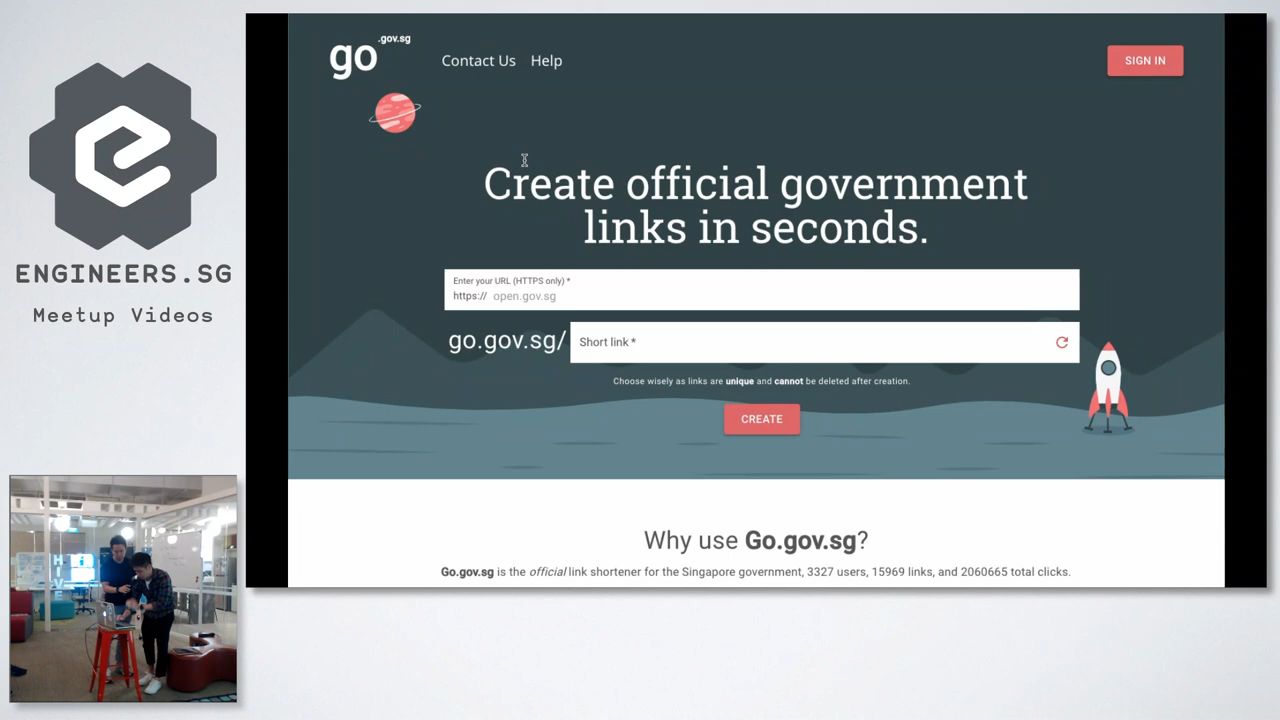 ENGINEERS.SG
Meetup Videos
go.gov.sg
Contact Us Help
SIGN IN
Create official government
links in seconds.
Enter your URL (HTTPS only) *
https:// open.gov.sg
go.gov.sg/ Short link *
Choose wisely as links are unique and cannot be deleted after creation.
CREATE
Why use Go.gov.sg?
Go.gov.sg is the official link shortener for the Singapore government, 3327 users, 15969 links, and 2060665 total clicks.
HIVE